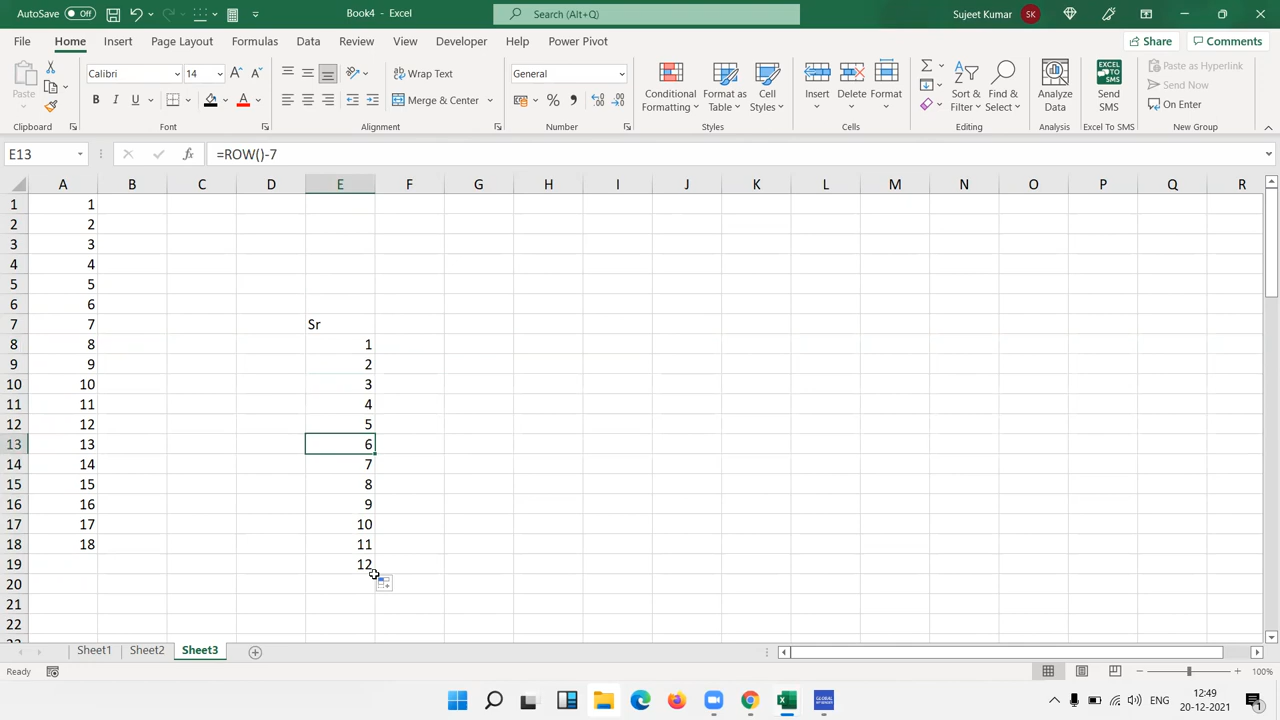 AutoSave Off Book4 - Excel Search (Alt+Q) Sujeet Kumar SK
File Home Insert Page Layout Formulas Data Review View Developer Help Power Pivot Share Comments
Paste Calibri 14 Wrap Text General Conditional Formatting Format as Table Cell Styles Insert Delete Format Sort & Filter Find & Select Analyze Data Send SMS Paste as Hyperlink
Send Now
B I U Merge & Center On Enter
Clipboard Font Alignment Number Styles Cells Editing Analysis Excel To SMS New Group
E13 fx =ROW()-7
A B C D E F G H I J K L M N O P Q R
1 1
2 2
3 3
4 4
5 5
6 6
7 7 Sr
8 8 1
9 9 2
10 10 3
11 11 4
12 12 5
13 13 6
14 14 7
15 15 8
16 16 9
17 17 10
18 18 11
19 12
20
21
22
Sheet1 Sheet2 Sheet3
Ready 100%
ENG 12:49
20-12-2021